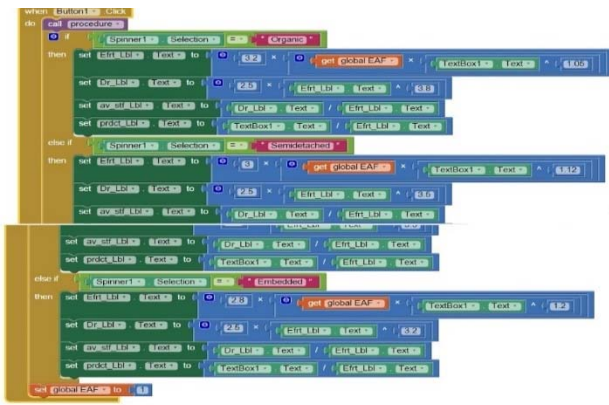 when Button1 . Click
do call procedure
if Spinner1 . Selection = " Organic "
then set Efrt_Lbl . Text to 3.2 × get global EAF × TextBox1 . Text ^ 1.05
set Dr_Lbl . Text to 2.5 × Efrt_Lbl . Text ^ 3.8
set av_stf_Lbl . Text to Dr_Lbl . Text / Efrt_Lbl . Text
set prdct_Lbl . Text to TextBox1 . Text / Efrt_Lbl . Text
else if Spinner1 . Selection = " Semidetached "
then set Efrt_Lbl . Text to 3 × get global EAF × TextBox1 . Text ^ 1.12
set Dr_Lbl . Text to 2.5 × Efrt_Lbl . Text ^ 3.5
set av_stf_Lbl . Text to Dr_Lbl . Text / Efrt_Lbl . Text
set av_stf_Lbl . Text to Dr_Lbl . Text / Efrt_Lbl . Text
set prdct_Lbl . Text to TextBox1 . Text / Efrt_Lbl . Text
else if Spinner1 . Selection = " Embedded "
then set Efrt_Lbl . Text to 2.8 × get global EAF × TextBox1 . Text ^ 1.2
set Dr_Lbl . Text to 2.5 × Efrt_Lbl . Text ^ 3.2
set av_stf_Lbl . Text to Dr_Lbl . Text / Efrt_Lbl . Text
set prdct_Lbl . Text to TextBox1 . Text / Efrt_Lbl . Text
set global EAF to 1